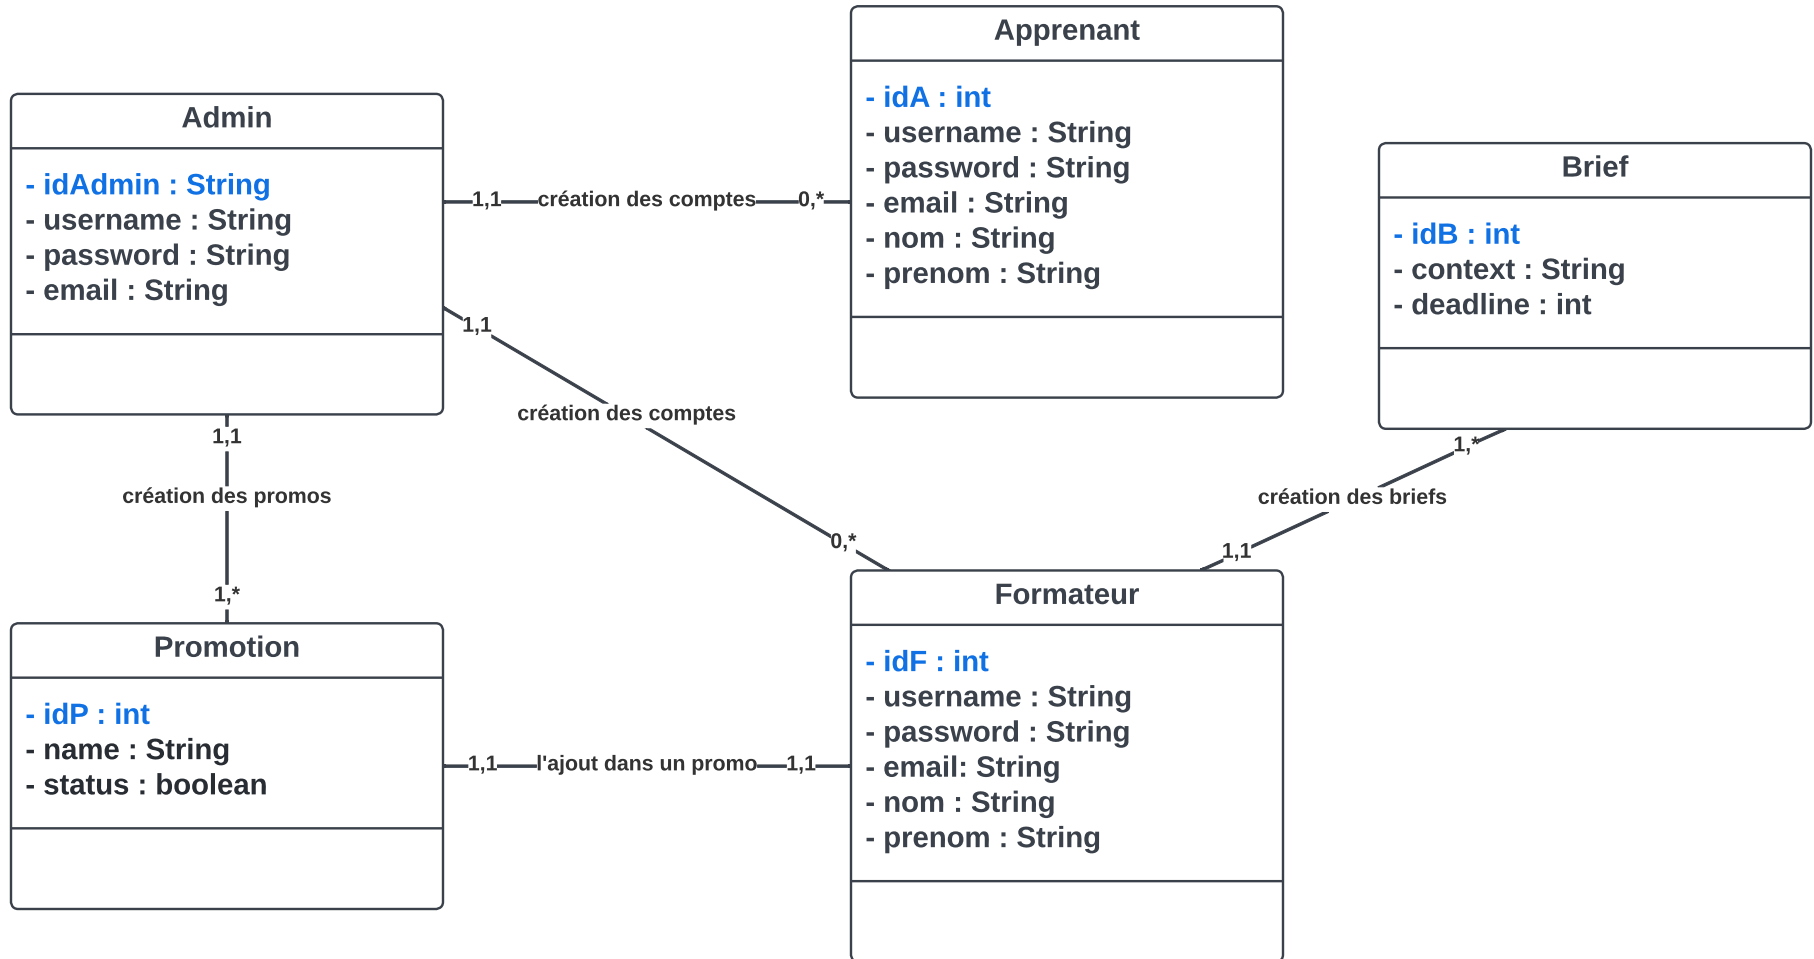 Admin
- idAdmin : String
- username : String
- password : String
- email : String
1,1
création des comptes
0,*
Apprenant
- idA : int
- username : String
- password : String
- email : String
- nom : String
- prenom : String
Brief
- idB : int
- context : String
- deadline : int
1,1
création des comptes
0,*
1,*
création des briefs
1,1
1,1
création des promos
1,*
Promotion
- idP : int
- name : String
- status : boolean
1,1
l'ajout dans un promo
1,1
Formateur
- idF : int
- username : String
- password : String
- email: String
- nom : String
- prenom : String